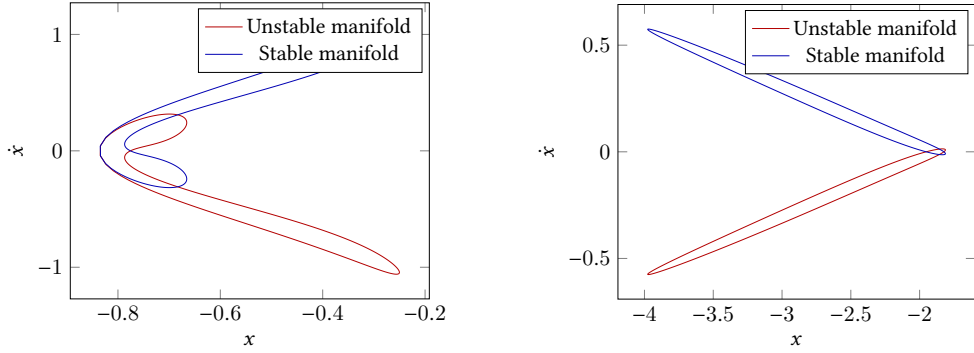 Unstable manifold
Stable manifold
1
0
−1
ẋ
−0.8
−0.6
−0.4
−0.2
x
Unstable manifold
Stable manifold
0.5
0
−0.5
ẋ
−4
−3.5
−3
−2.5
−2
x